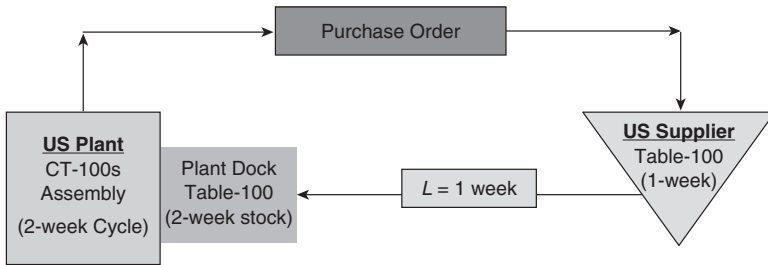 Purchase Order
US Plant
CT-100s
Assembly
(2-week Cycle)
Plant Dock
Table-100
(2-week stock)
L = 1 week
US Supplier
Table-100
(1-week)